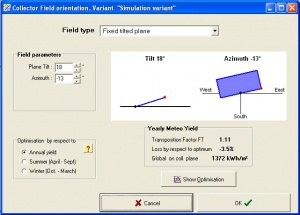 Collector Field orientation, Variant "Simulation variant"
Field type Fixed tilted plane
Field parameters
Plane Tilt : 18 °
Azimuth : -13 °
Tilt 18°
Azimuth -13°
West
East
South
Optimisation by respect to
Annual yield
Summer (April - Sept)
Winter (Oct. - March)
?
Yearly Meteo Yield
Transposition Factor FT 1.11
Loss by respect to optimum -3.5%
Global on coll. plane 1372 kWh/m²
Show Optimisation
Cancel
OK